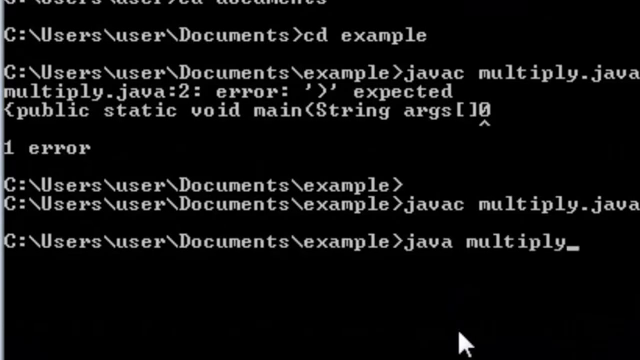 C:\Users\user>cd documents
C:\Users\user\Documents>cd example
C:\Users\user\Documents\example>javac multiply.java
multiply.java:2: error: ')' expected
{public static void main(String args[]0
^
1 error
C:\Users\user\Documents\example>
C:\Users\user\Documents\example>javac multiply.java
C:\Users\user\Documents\example>java multiply_